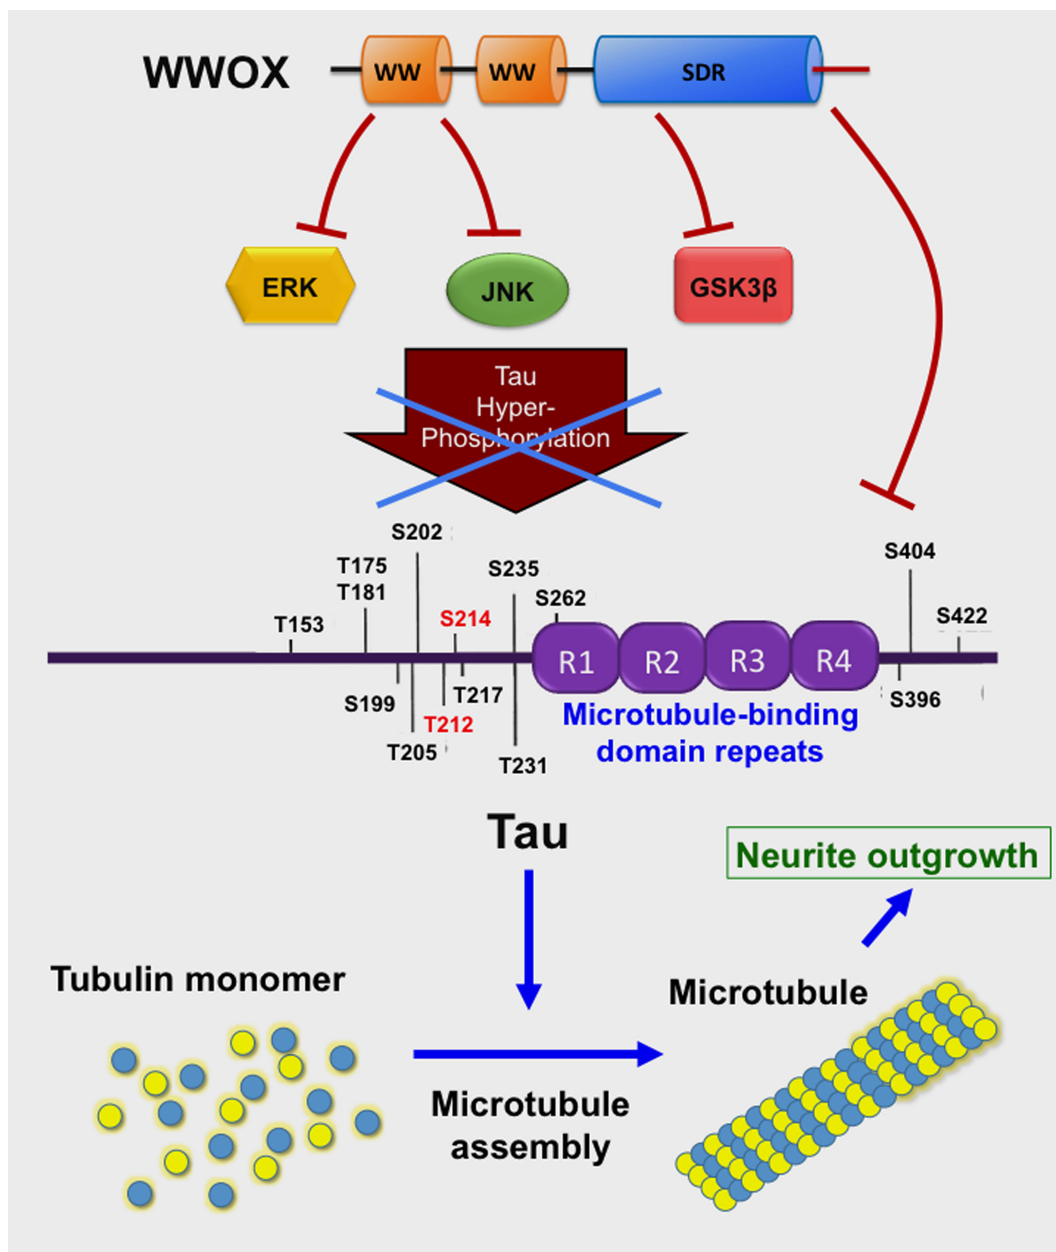 WWOX
WW
WW
SDR
ERK
JNK
GSK3β
Tau
Hyper-
Phosphorylation
S202
T175
T181
T153
S214
S235
S262
S404
S422
R1
R2
R3
R4
S199
T205
T212
T217
T231
S396
Microtubule-binding
domain repeats
Tau
Neurite outgrowth
Tubulin monomer
Microtubule
Microtubule
assembly